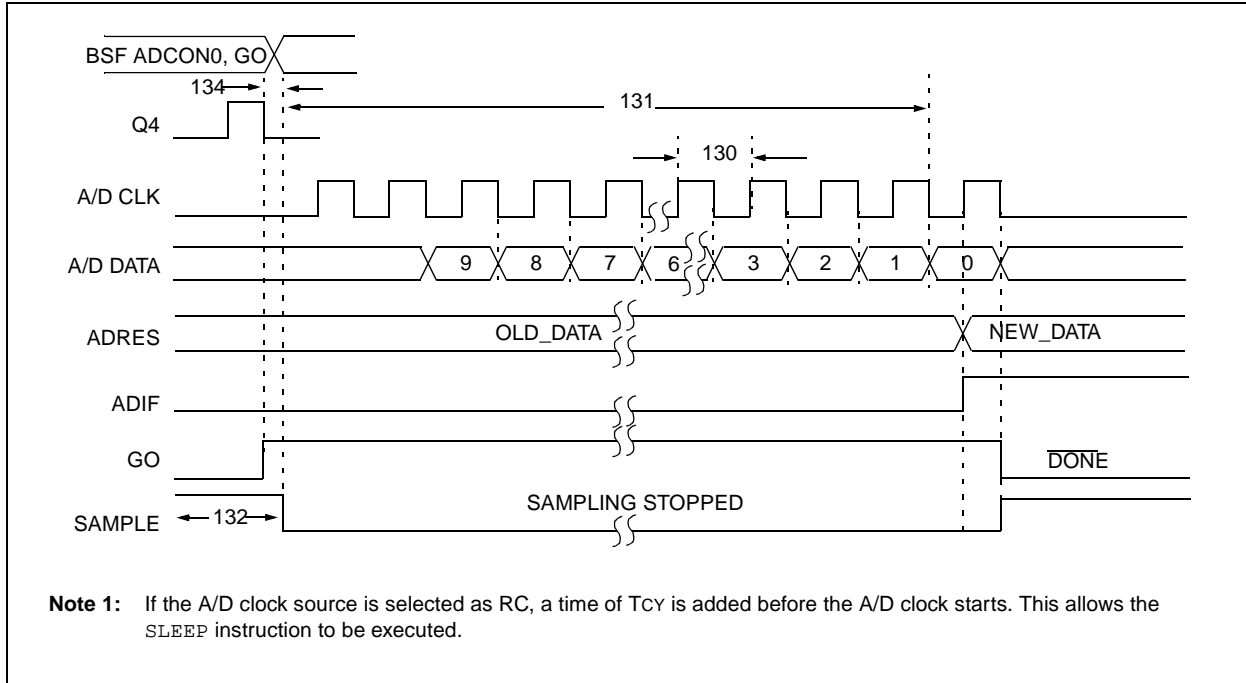 BSF ADCON0, GO
134
131
Q4
130
A/D CLK
A/D DATA
9 8 7 6 3 2 1 0
ADRES
OLD_DATA
NEW_DATA
ADIF
GO
DONE
SAMPLING STOPPED
SAMPLE
132
Note 1: If the A/D clock source is selected as RC, a time of TCY is added before the A/D clock starts. This allows the
SLEEP instruction to be executed.